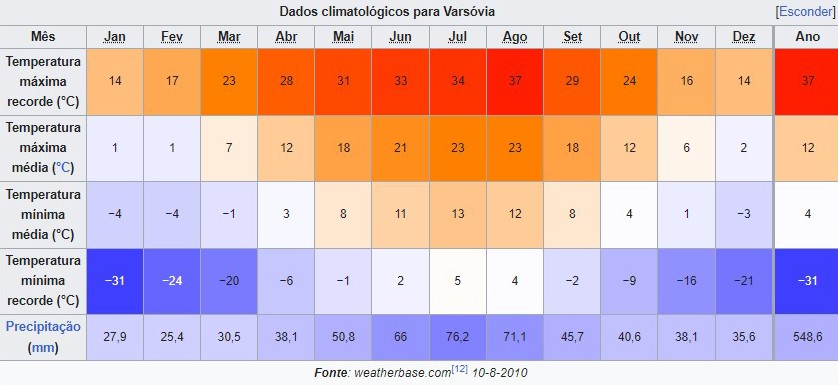 Dados climatológicos para Varsóvia [Esconder]
Mês Jan Fev Mar Abr Mai Jun Jul Ago Set Out Nov Dez Ano
Temperatura
máxima
recorde (°C) 14 17 23 28 31 33 34 37 29 24 16 14 37
Temperatura
máxima
média (°C) 1 1 7 12 18 21 23 23 18 12 6 2 12
Temperatura
mínima
média (°C) −4 −4 −1 3 8 11 13 12 8 4 1 −3 4
Temperatura
mínima
recorde (°C) −31 −24 −20 −6 −1 2 5 4 −2 −9 −16 −21 −31
Precipitação
(mm) 27,9 25,4 30,5 38,1 50,8 66 76,2 71,1 45,7 40,6 38,1 35,6 548,6
Fonte: weatherbase.com[12] 10-8-2010